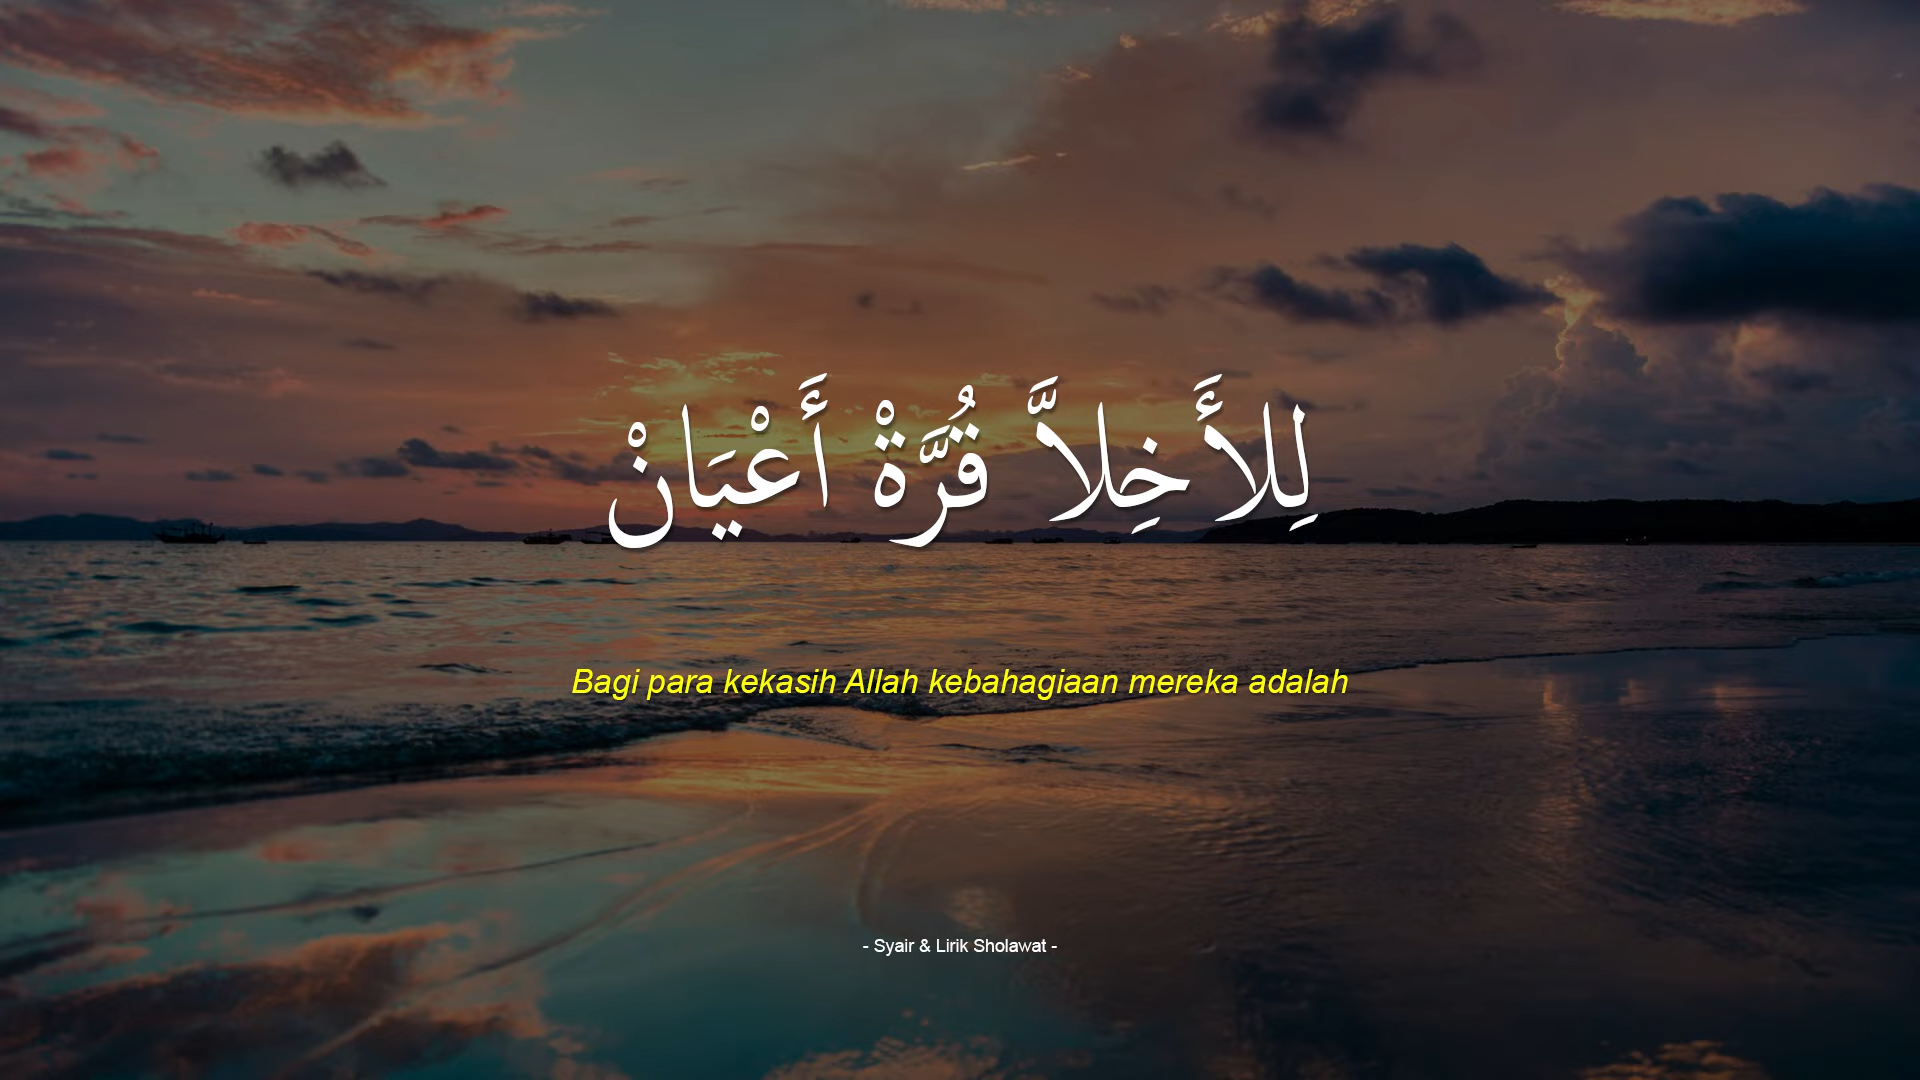 لِلأَخِلاَّ قُرَّةْ أَعْيَانْ
Bagi para kekasih Allah kebahagiaan mereka adalah
- Syair & Lirik Sholawat -